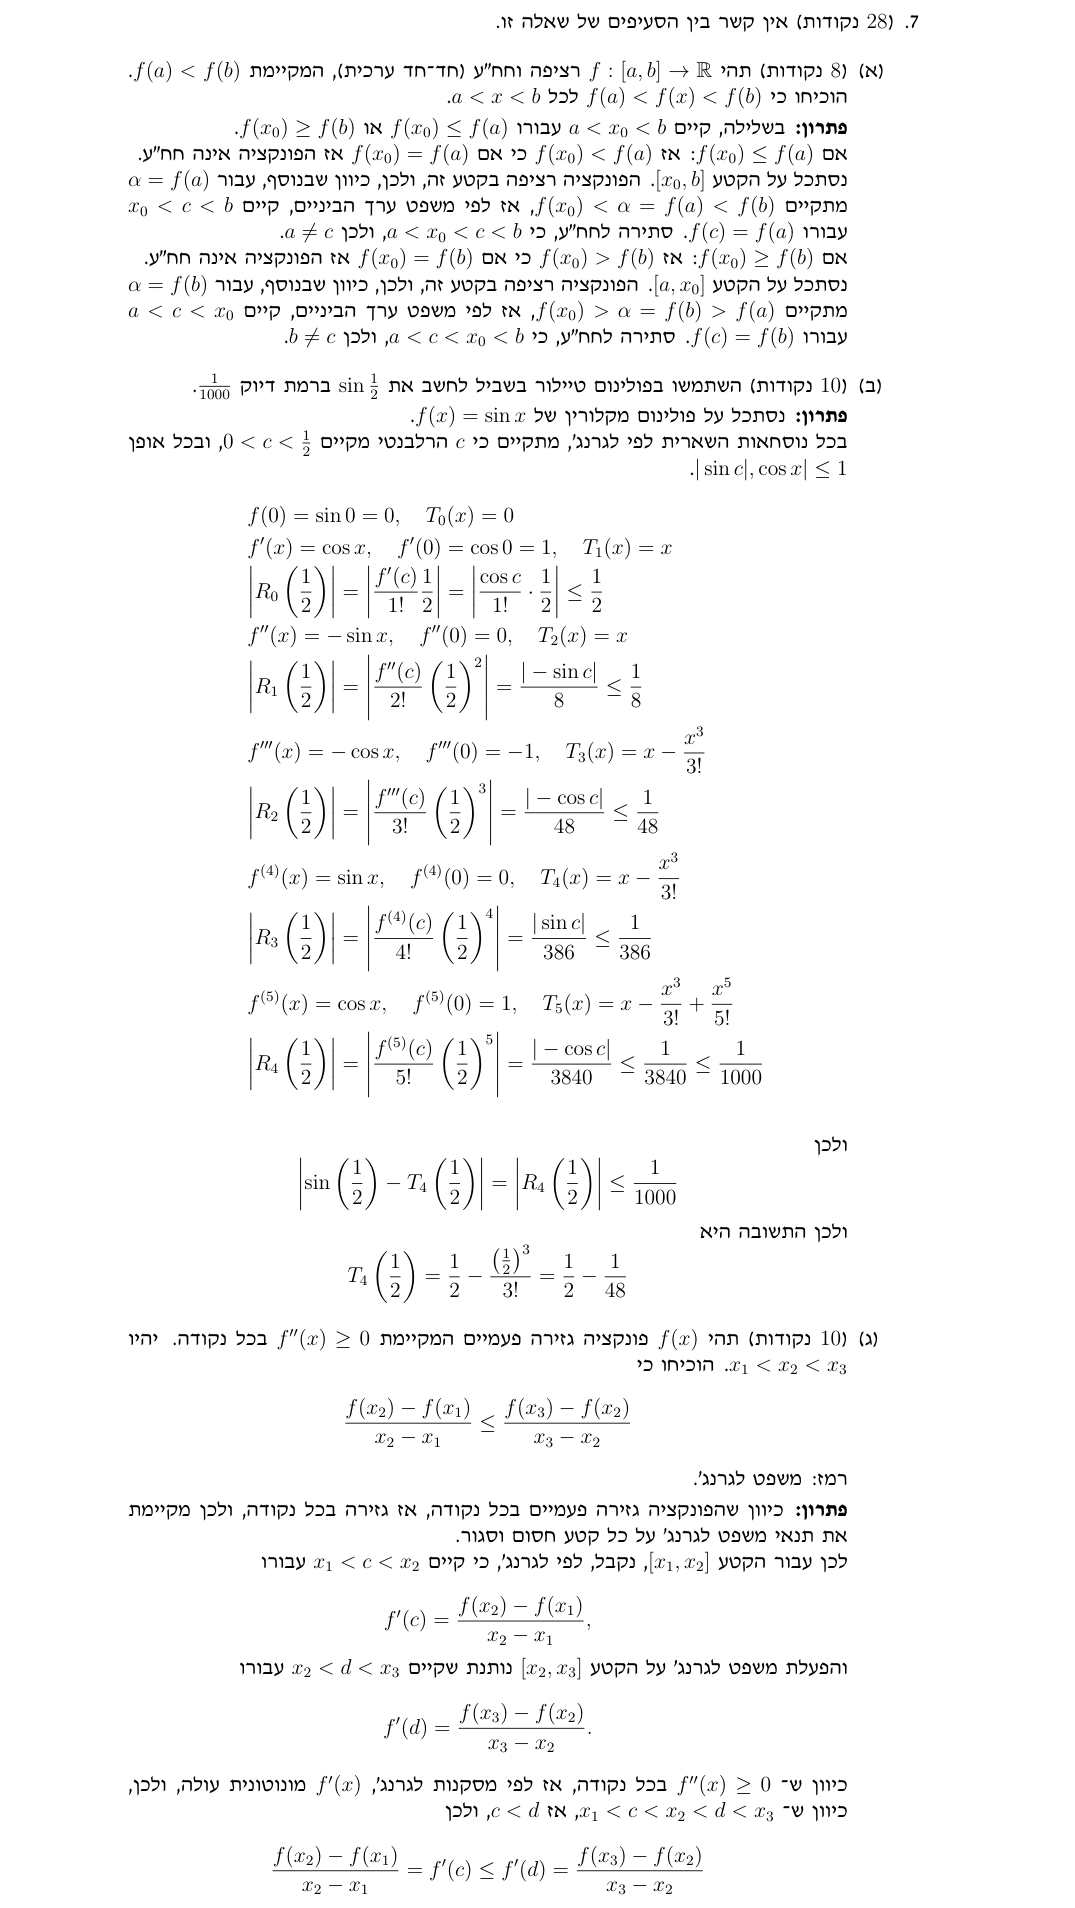 7. (28 נקודות) אין קשר בין הסעיפים של שאלה זו.
(א) (8 נקודות) תהי f : [a, b] → ℝ רציפה וחח"ע (חד־חד ערכית), המקיימת f(a) < f(b).
הוכיחו כי f(a) < f(x) < f(b) לכל a < x < b.
פתרון: בשלילה, קיים a < x₀ < b עבורו f(x₀) ≤ f(a) או f(x₀) ≥ f(b).
אם f(x₀) ≤ f(a): אז f(x₀) < f(a) כי אם f(x₀) = f(a) אז הפונקציה אינה חח"ע.
נסתכל על הקטע [x₀, b]. הפונקציה רציפה בקטע זה, ולכן, כיוון שבנוסף, עבור α = f(a)
מתקיים f(x₀) < α = f(a) < f(b), אז לפי משפט ערך הביניים, קיים x₀ < c < b
עבורו f(c) = f(a). סתירה לחח"ע, כי a < x₀ < c < b, ולכן a ≠ c.
אם f(x₀) ≥ f(b): אז f(x₀) > f(b) כי אם f(x₀) = f(b) אז הפונקציה אינה חח"ע.
נסתכל על הקטע [a, x₀]. הפונקציה רציפה בקטע זה, ולכן, כיוון שבנוסף, עבור α = f(b)
מתקיים f(x₀) > α = f(b) > f(a), אז לפי משפט ערך הביניים, קיים a < c < x₀
עבורו f(c) = f(b). סתירה לחח"ע, כי a < c < x₀ < b, ולכן b ≠ c.
(ב) (10 נקודות) השתמשו בפולינום טיילור בשביל לחשב את sin 1/2 ברמת דיוק 1/1000.
פתרון: נסתכל על פולינום מקלורין של f(x) = sin x.
בכל נוסחאות השארית לפי לגרנג', מתקיים כי c הרלבנטי מקיים 0 < c < 1/2, ובכל אופן
| sin c|, cos x| ≤ 1.
f(0) = sin 0 = 0, T₀(x) = 0
f′(x) = cos x, f′(0) = cos 0 = 1, T₁(x) = x
|R₀(1/2)| = |f′(c)/1! 1/2| = |cos c/1! · 1/2| ≤ 1/2
f″(x) = − sin x, f″(0) = 0, T₂(x) = x
|R₁(1/2)| = |f″(c)/2! (1/2)²| = | − sin c|/8 ≤ 1/8
f‴(x) = − cos x, f‴(0) = −1, T₃(x) = x − x³/3!
|R₂(1/2)| = |f‴(c)/3! (1/2)³| = | − cos c|/48 ≤ 1/48
f⁽⁴⁾(x) = sin x, f⁽⁴⁾(0) = 0, T₄(x) = x − x³/3!
|R₃(1/2)| = |f⁽⁴⁾(c)/4! (1/2)⁴| = | sin c|/386 ≤ 1/386
f⁽⁵⁾(x) = cos x, f⁽⁵⁾(0) = 1, T₅(x) = x − x³/3! + x⁵/5!
|R₄(1/2)| = |f⁽⁵⁾(c)/5! (1/2)⁵| = | − cos c|/3840 ≤ 1/3840 ≤ 1/1000
ולכן
|sin(1/2) − T₄(1/2)| = |R₄(1/2)| ≤ 1/1000
ולכן התשובה היא
T₄(1/2) = 1/2 − (1/2)³/3! = 1/2 − 1/48
(ג) (10 נקודות) תהי f(x) פונקציה גזירה פעמיים המקיימת f″(x) ≥ 0 בכל נקודה. יהיו
x₁ < x₂ < x₃. הוכיחו כי
(f(x₂) − f(x₁))/(x₂ − x₁) ≤ (f(x₃) − f(x₂))/(x₃ − x₂)
רמז: משפט לגרנג'.
פתרון: כיוון שהפונקציה גזירה פעמיים בכל נקודה, אז גזירה בכל נקודה, ולכן מקיימת
את תנאי משפט לגרנג' על כל קטע חסום וסגור.
לכן עבור הקטע [x₁, x₂], נקבל, לפי לגרנג', כי קיים x₁ < c < x₂ עבורו
f′(c) = (f(x₂) − f(x₁))/(x₂ − x₁),
והפעלת משפט לגרנג' על הקטע [x₂, x₃] נותנת שקיים x₂ < d < x₃ עבורו
f′(d) = (f(x₃) − f(x₂))/(x₃ − x₂).
כיוון ש־ f″(x) ≥ 0 בכל נקודה, אז לפי מסקנות לגרנג', f′(x) מונוטונית עולה, ולכן,
כיוון ש־ x₁ < c < x₂ < d < x₃, אז c < d, ולכן
(f(x₂) − f(x₁))/(x₂ − x₁) = f′(c) ≤ f′(d) = (f(x₃) − f(x₂))/(x₃ − x₂)